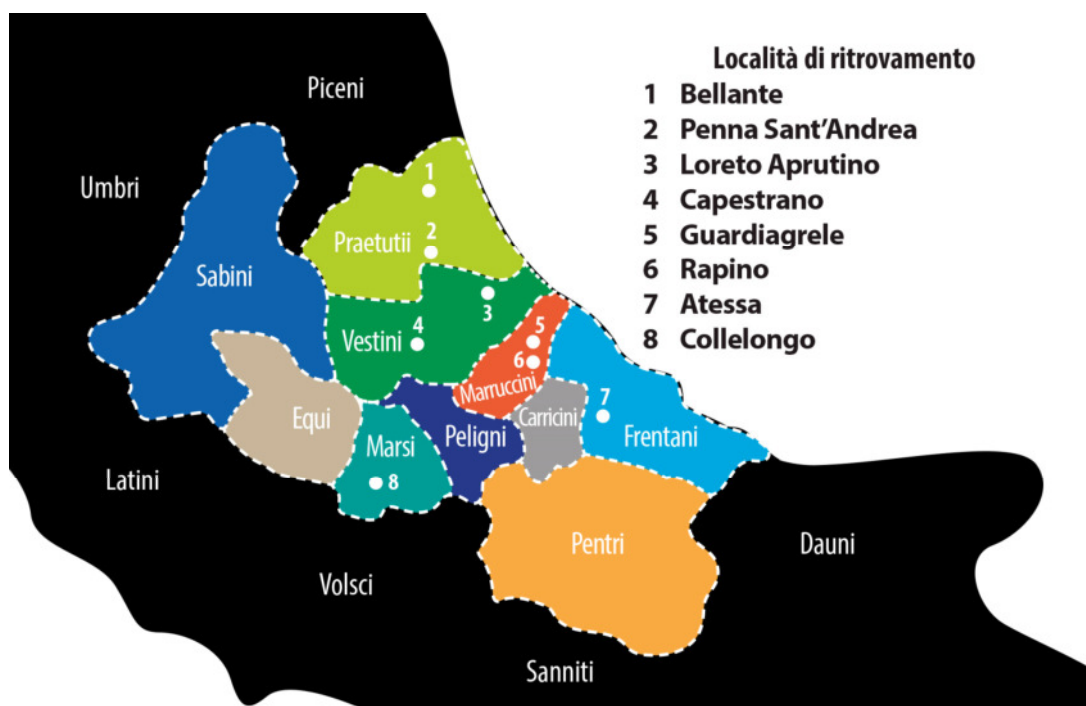 Località di ritrovamento
1 Bellante
2 Penna Sant'Andrea
3 Loreto Aprutino
4 Capestrano
5 Guardiagrele
6 Rapino
7 Atessa
8 Collelongo
Piceni
Umbri
1
Praetutii
2
Sabini
3
Vestini
4
5
6
Marruccini
7
Equi
Carricini
Marsi
Peligni
Frentani
Latini
8
Pentri
Dauni
Volsci
Sanniti